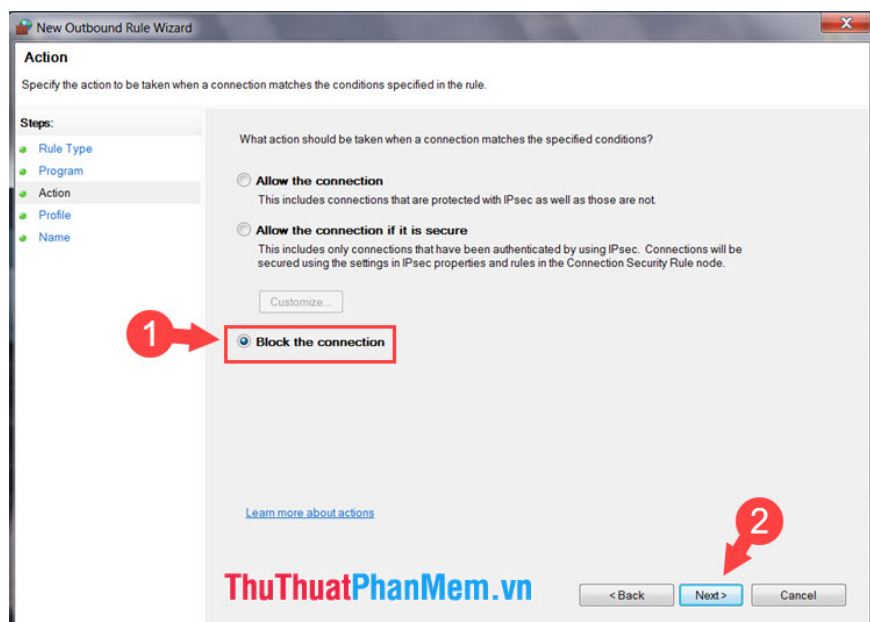 New Outbound Rule Wizard
X
Action
Specify the action to be taken when a connection matches the conditions specified in the rule.
Steps:
Rule Type
Program
Action
Profile
Name
What action should be taken when a connection matches the specified conditions?
Allow the connection
This includes connections that are protected with IPsec as well as those are not.
Allow the connection if it is secure
This includes only connections that have been authenticated by using IPsec. Connections will be
secured using the settings in IPsec properties and rules in the Connection Security Rule node.
Customize...
1
Block the connection
Learn more about actions
2
ThuThuatPhanMem.vn
< Back
Next >
Cancel